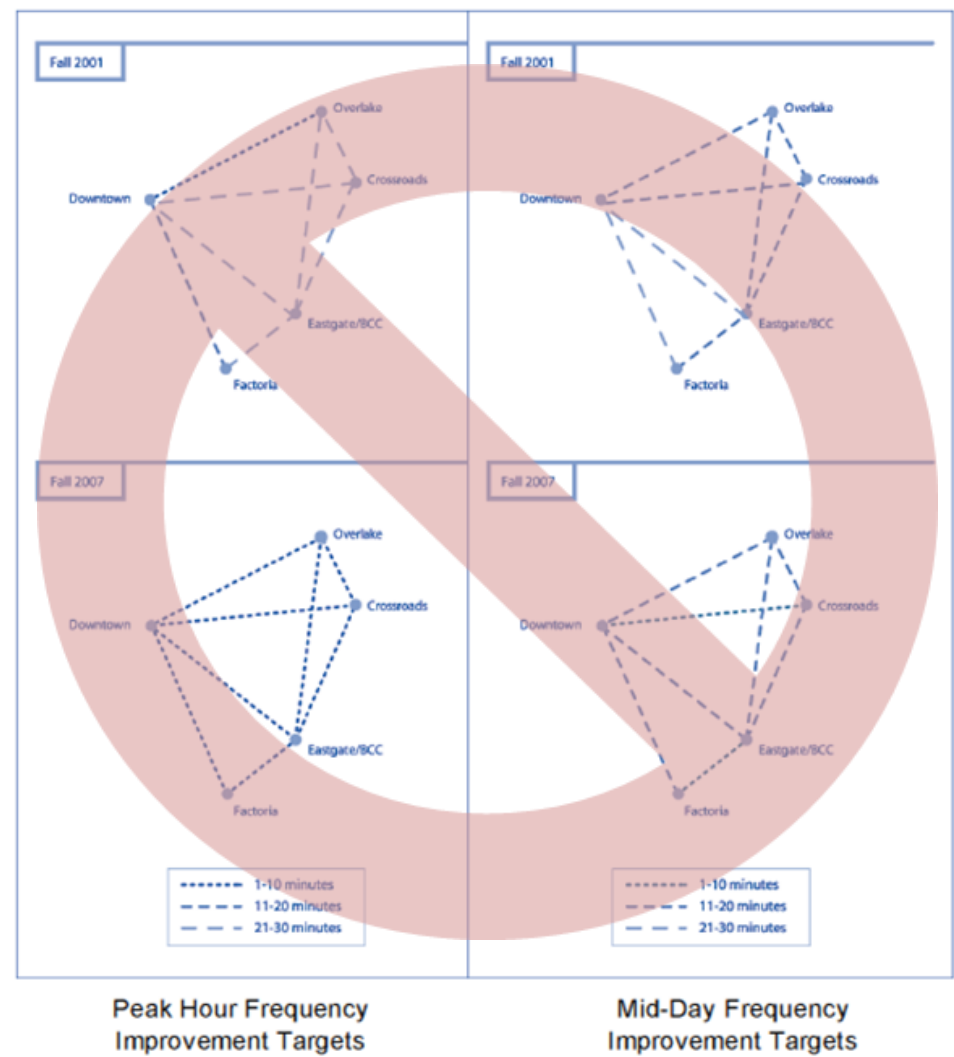 Fall 2001
Overlake
Crossroads
Downtown
Eastgate/BCC
Factoria
Fall 2001
Overlake
Crossroads
Downtown
Eastgate/BCC
Factoria
Fall 2007
Overlake
Crossroads
Downtown
Eastgate/BCC
Factoria
1-10 minutes
11-20 minutes
21-30 minutes
Fall 2007
Overlake
Crossroads
Downtown
Eastgate/BCC
Factoria
1-10 minutes
11-20 minutes
21-30 minutes
Peak Hour Frequency
Improvement Targets
Mid-Day Frequency
Improvement Targets